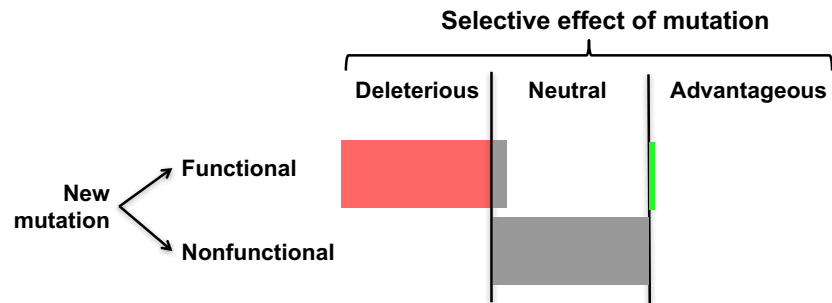 Selective effect of mutation
Deleterious Neutral Advantageous
Functional
New
mutation
Nonfunctional